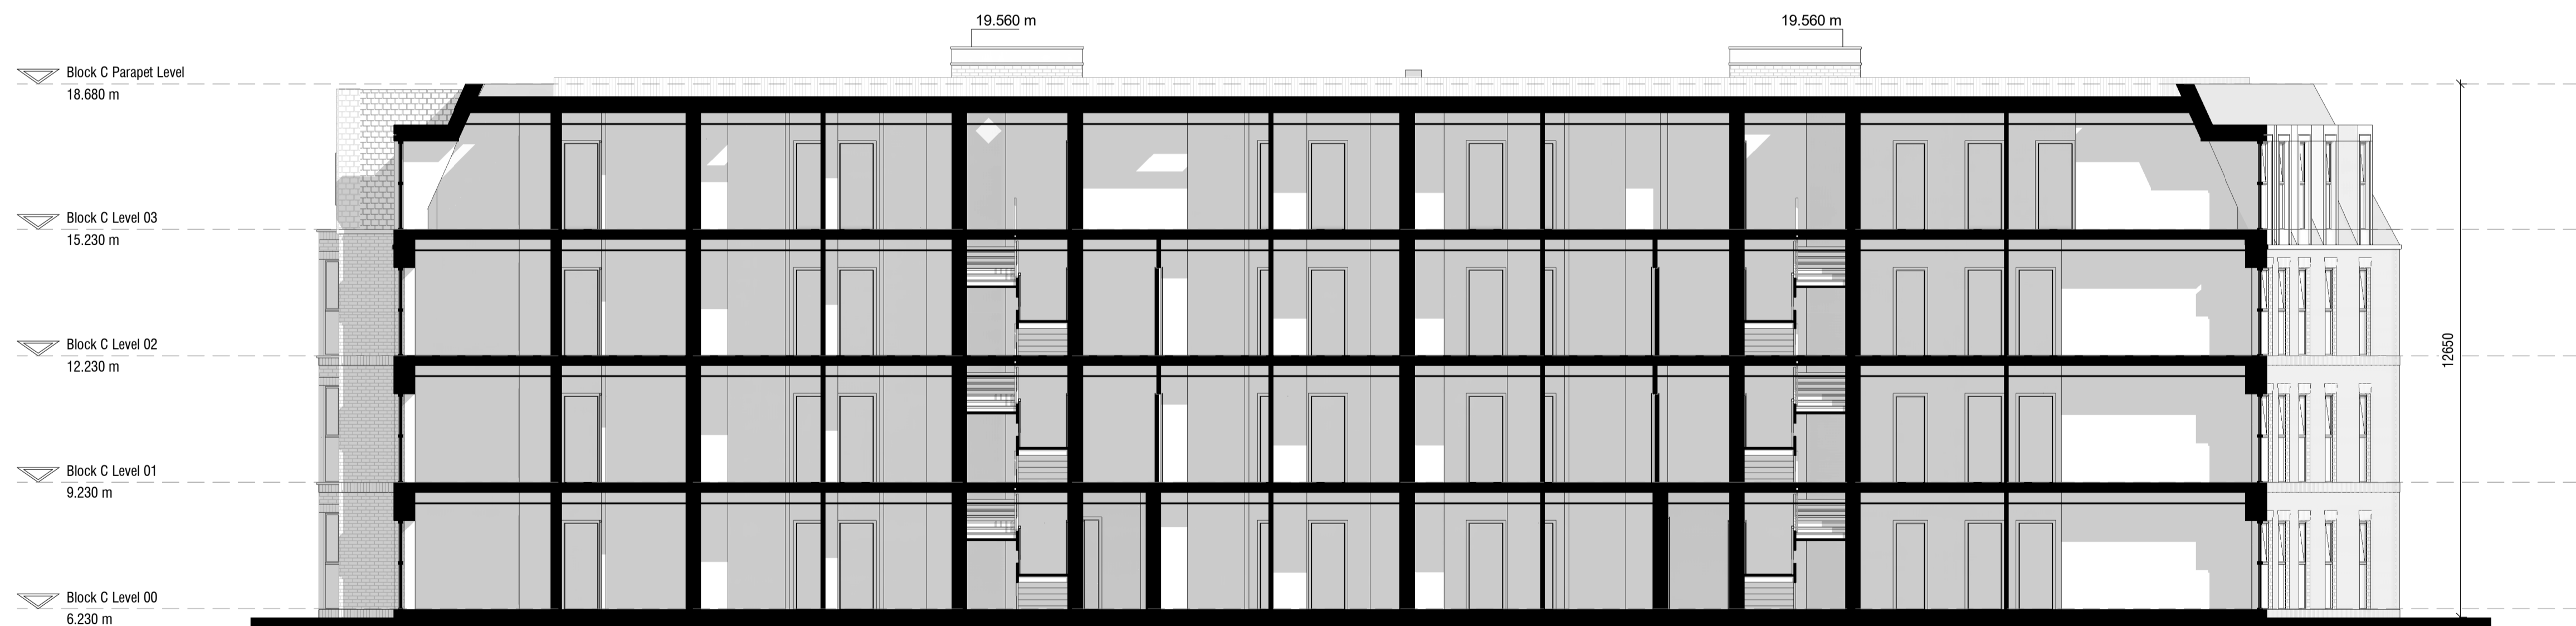 19.560 m
19.560 m
Block C Parapet Level
18.680 m
Block C Level 03
15.230 m
Block C Level 02
12.230 m
12650
Block C Level 01
9.230 m
Block C Level 00
6.230 m